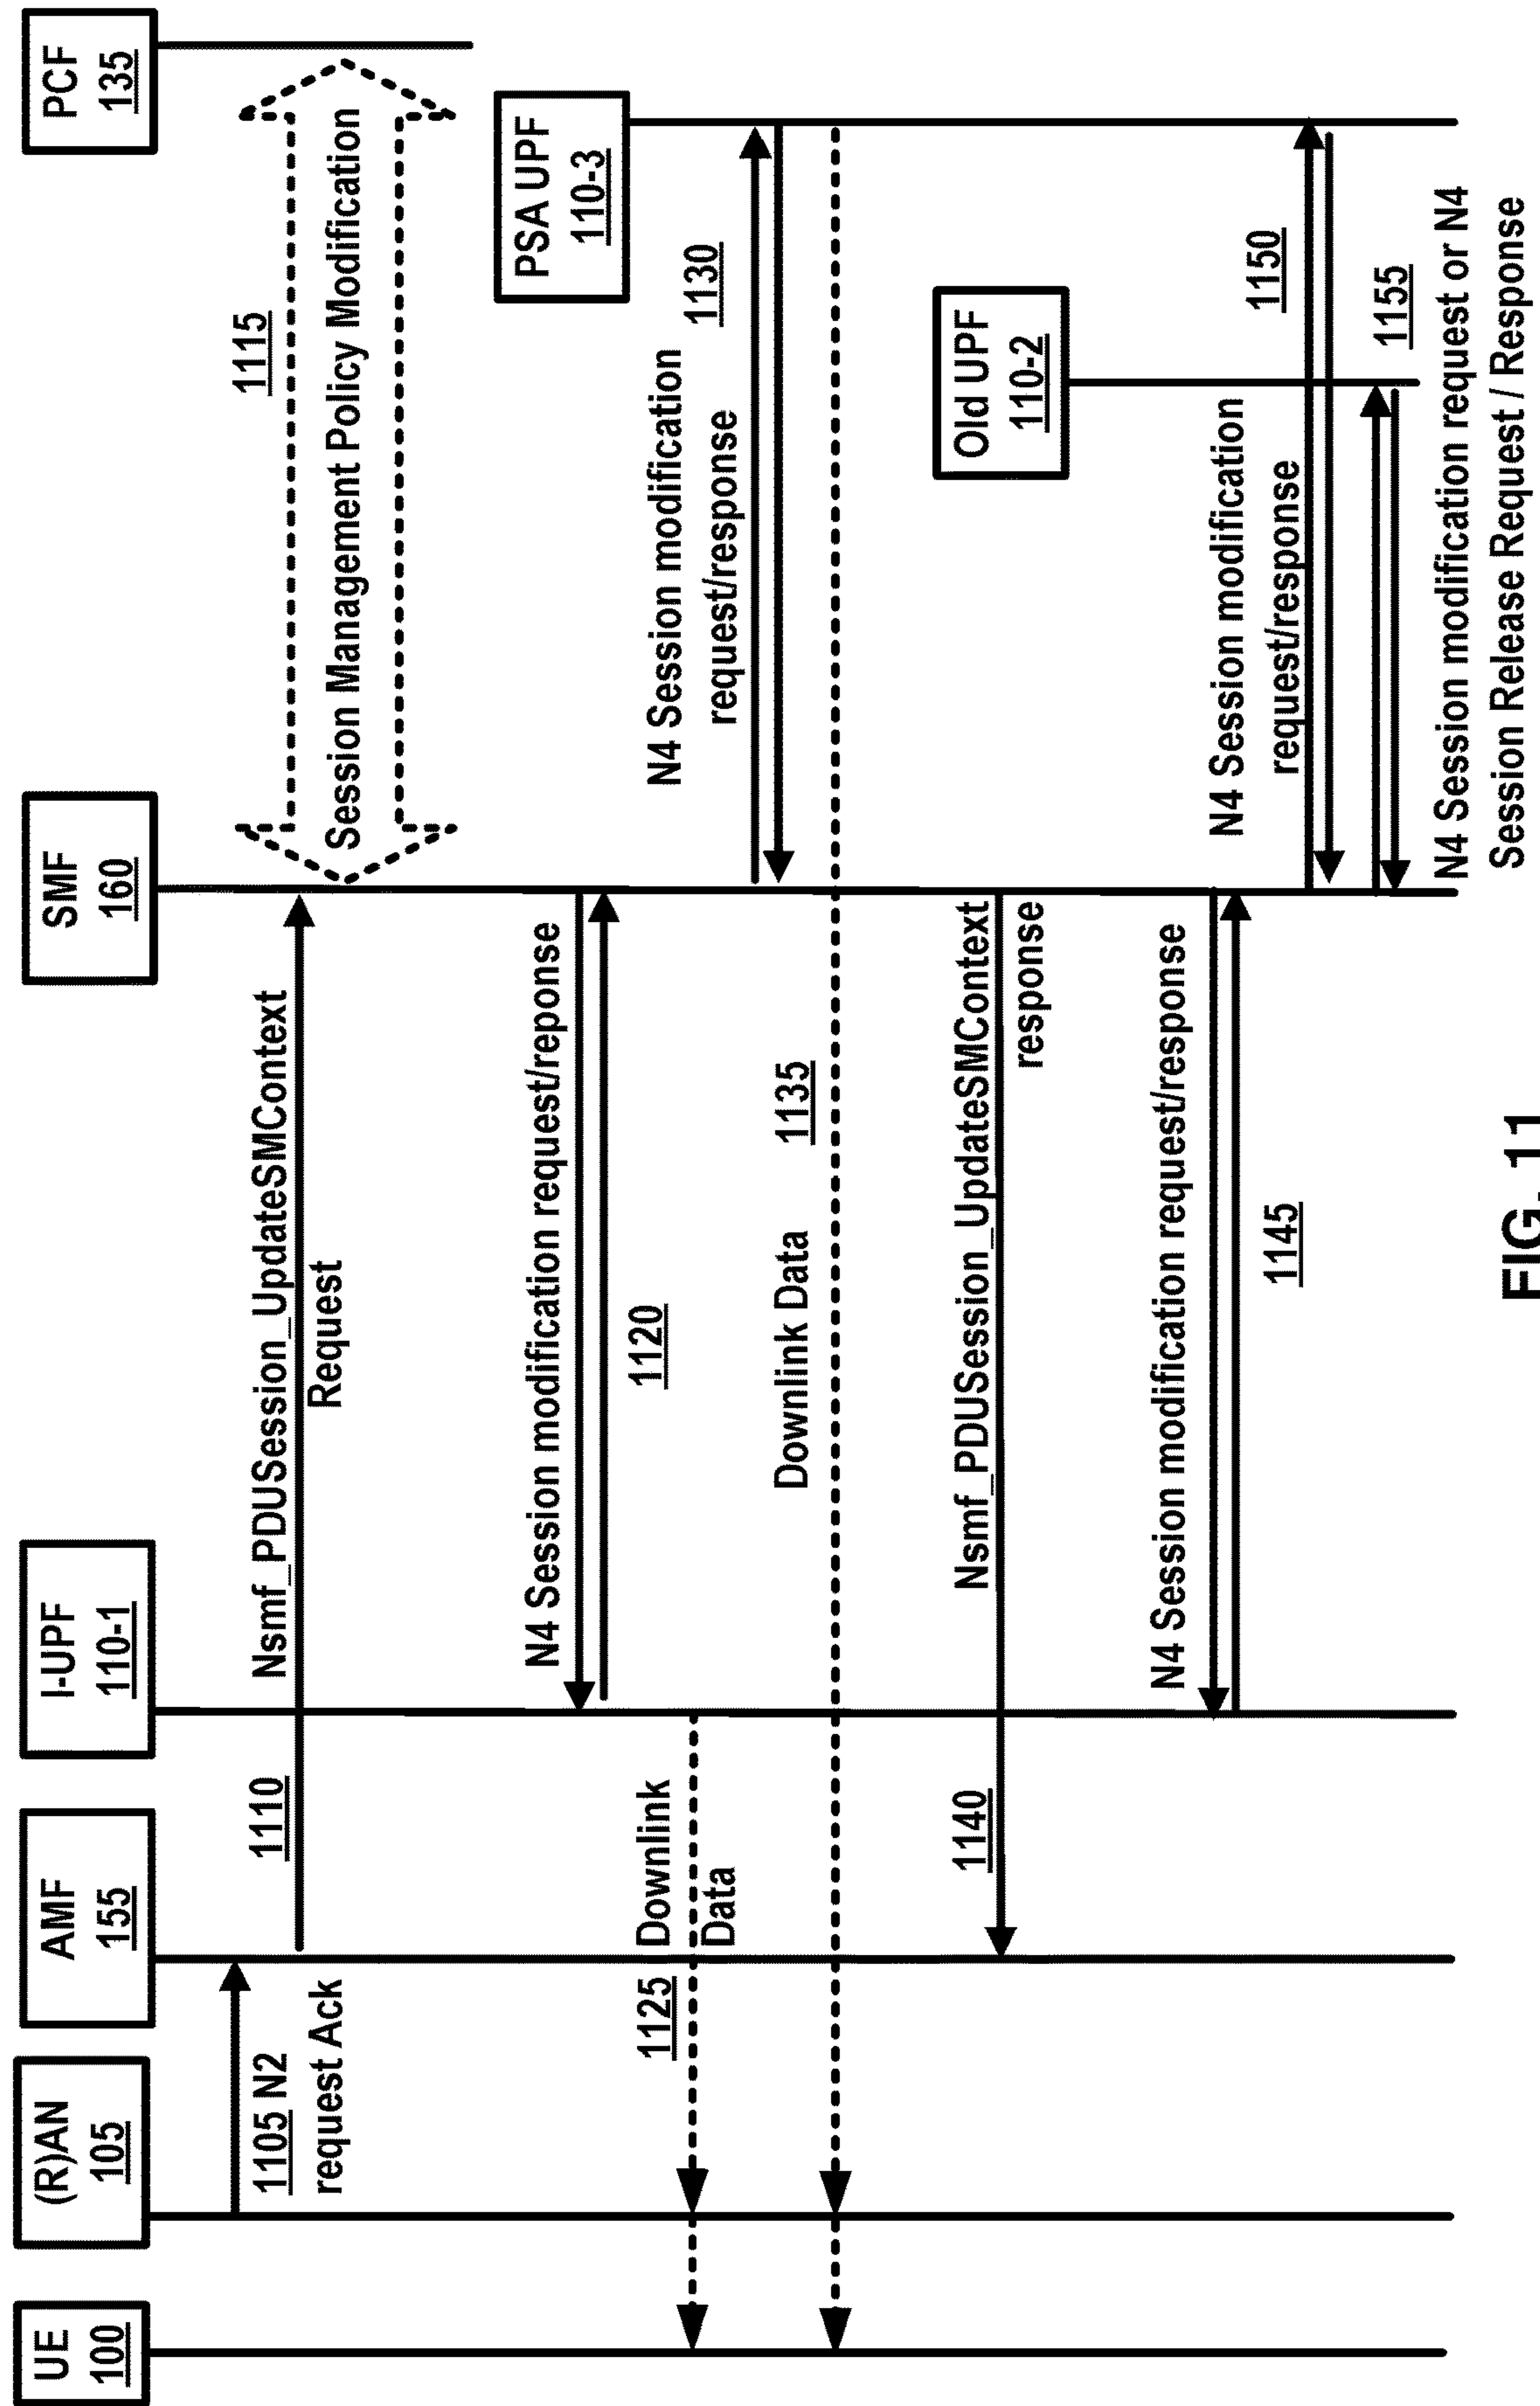 UE
100
(R)AN
105
AMF
155
I-UPF
110-1
SMF
160
PCF
135
1105 N2
request Ack
1110
Nsmf_PDUSession_UpdateSMContext
Request
1115
Session Management Policy Modification
N4 Session modification request/reponse
1120
PSA UPF
110-3
N4 Session modification
request/response
1130
1125
Downlink
Data
Downlink Data
1135
Old UPF
110-2
1140
Nsmf_PDUSession_UpdateSMContext
response
N4 Session modification request/response
1145
N4 Session modification
request/response
1150
1155
N4 Session modification request or N4
Session Release Request / Response
FIG. 11